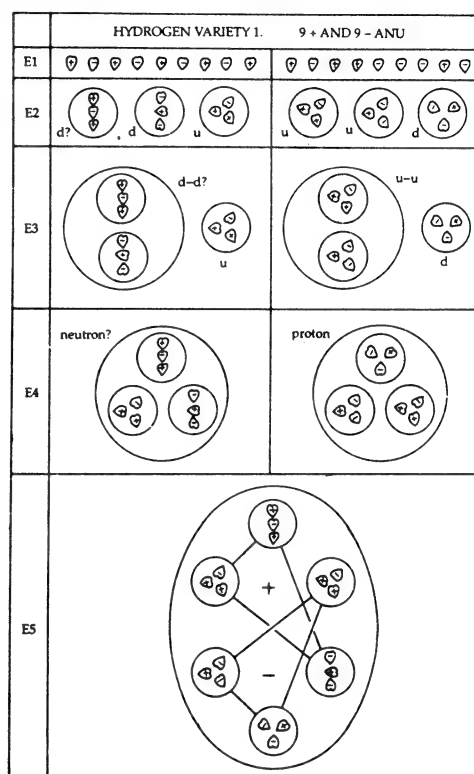 HYDROGEN VARIETY 1. 9 + AND 9 – ANU
E1
E2
d? d u u u d
E3
d–d? u–u
u d
E4
neutron? proton
E5
+
–